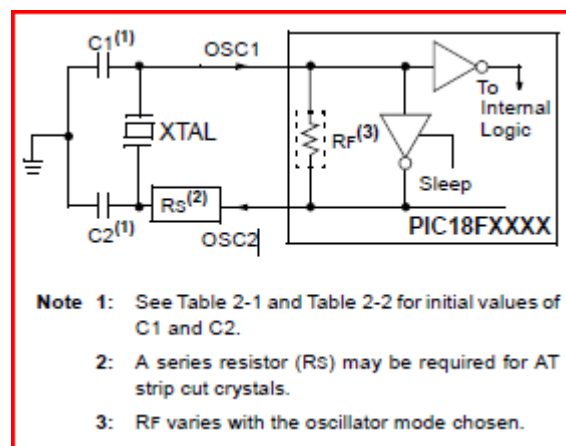 C1(1)
OSC1
To
Internal
Logic
XTAL
RF(3)
Sleep
RS(2)
C2(1)
OSC2
PIC18FXXXX
Note 1: See Table 2-1 and Table 2-2 for initial values of
C1 and C2.
2: A series resistor (RS) may be required for AT
strip cut crystals.
3: RF varies with the oscillator mode chosen.